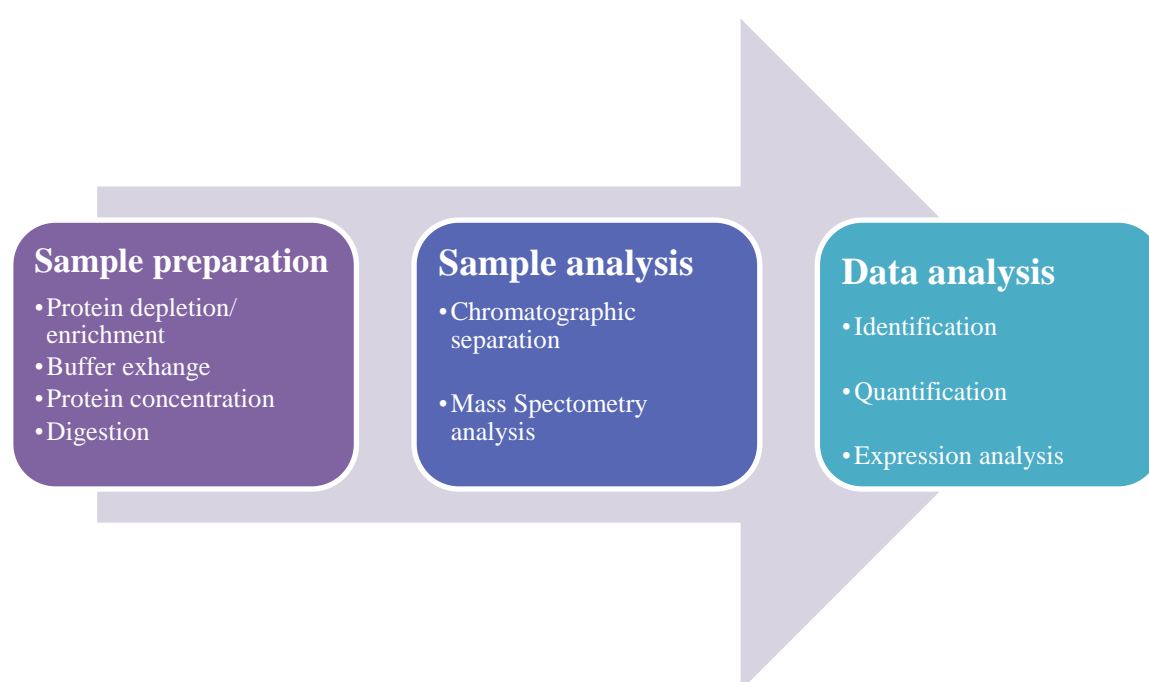 Sample preparation
•Protein depletion/
enrichment
•Buffer exhange
•Protein concentration
•Digestion
Sample analysis
•Chromatographic
separation
•Mass Spectometry
analysis
Data analysis
•Identification
•Quantification
•Expression analysis